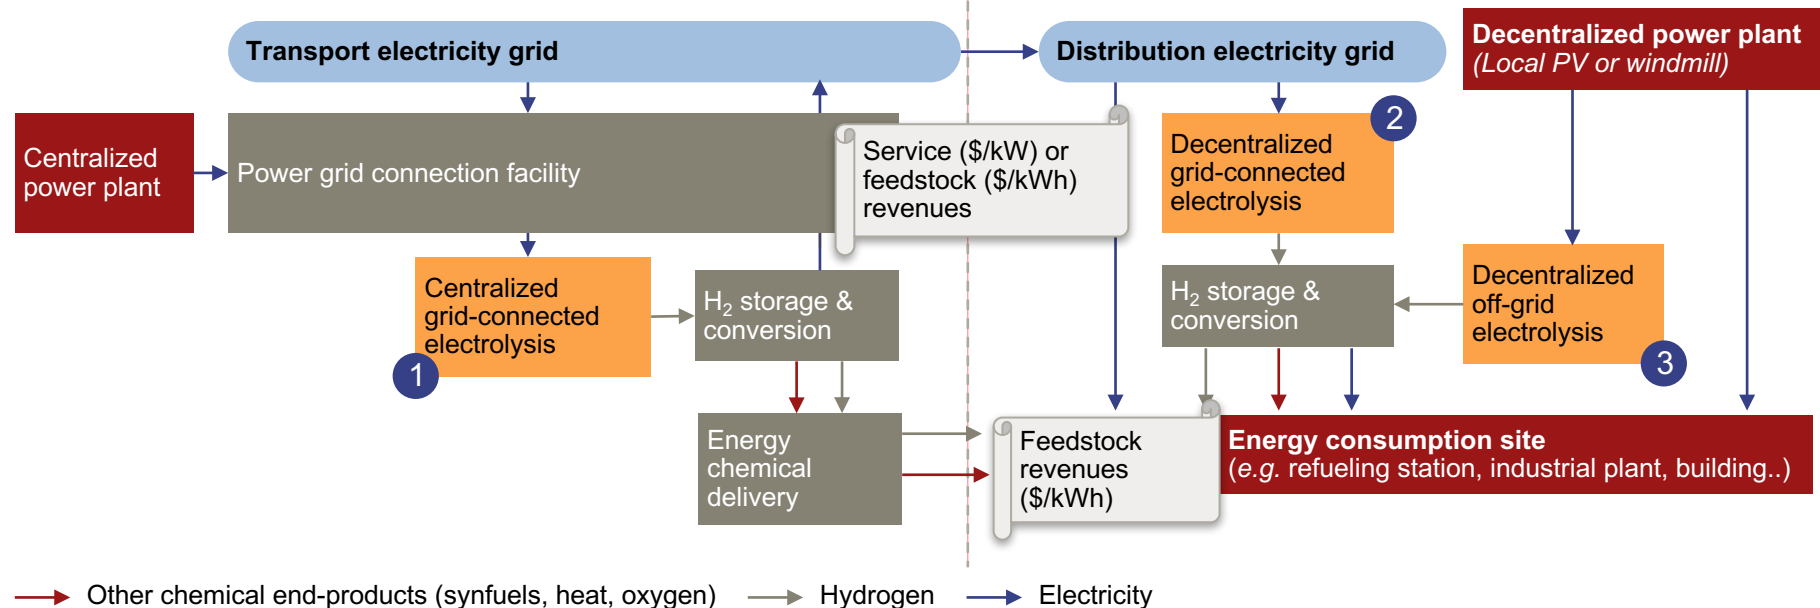 Transport electricity grid
Distribution electricity grid
Decentralized power plant
(Local PV or windmill)
Centralized
power plant
Power grid connection facility
Service ($/kW) or
feedstock ($/kWh)
revenues
2
Decentralized
grid-connected
electrolysis
Centralized
grid-connected
electrolysis
1
H₂ storage &
conversion
H₂ storage &
conversion
Decentralized
off-grid
electrolysis
3
Energy
chemical
delivery
Feedstock
revenues
($/kWh)
Energy consumption site
(e.g. refueling station, industrial plant, building..)
Other chemical end-products (synfuels, heat, oxygen)
Hydrogen
Electricity